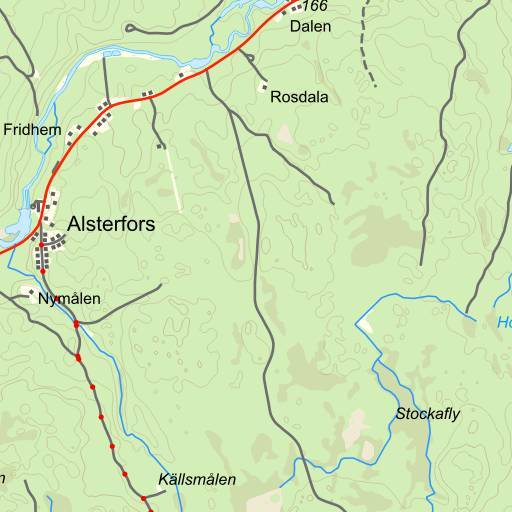 166
Dalen
Rosdala
Fridhem
Alsterfors
Nymålen
Stockafly
Källsmålen